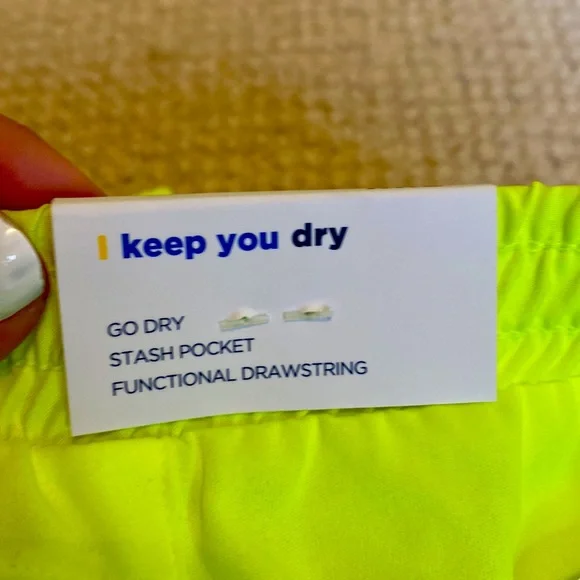 I keep you dry
GO DRY
STASH POCKET
FUNCTIONAL DRAWSTRING